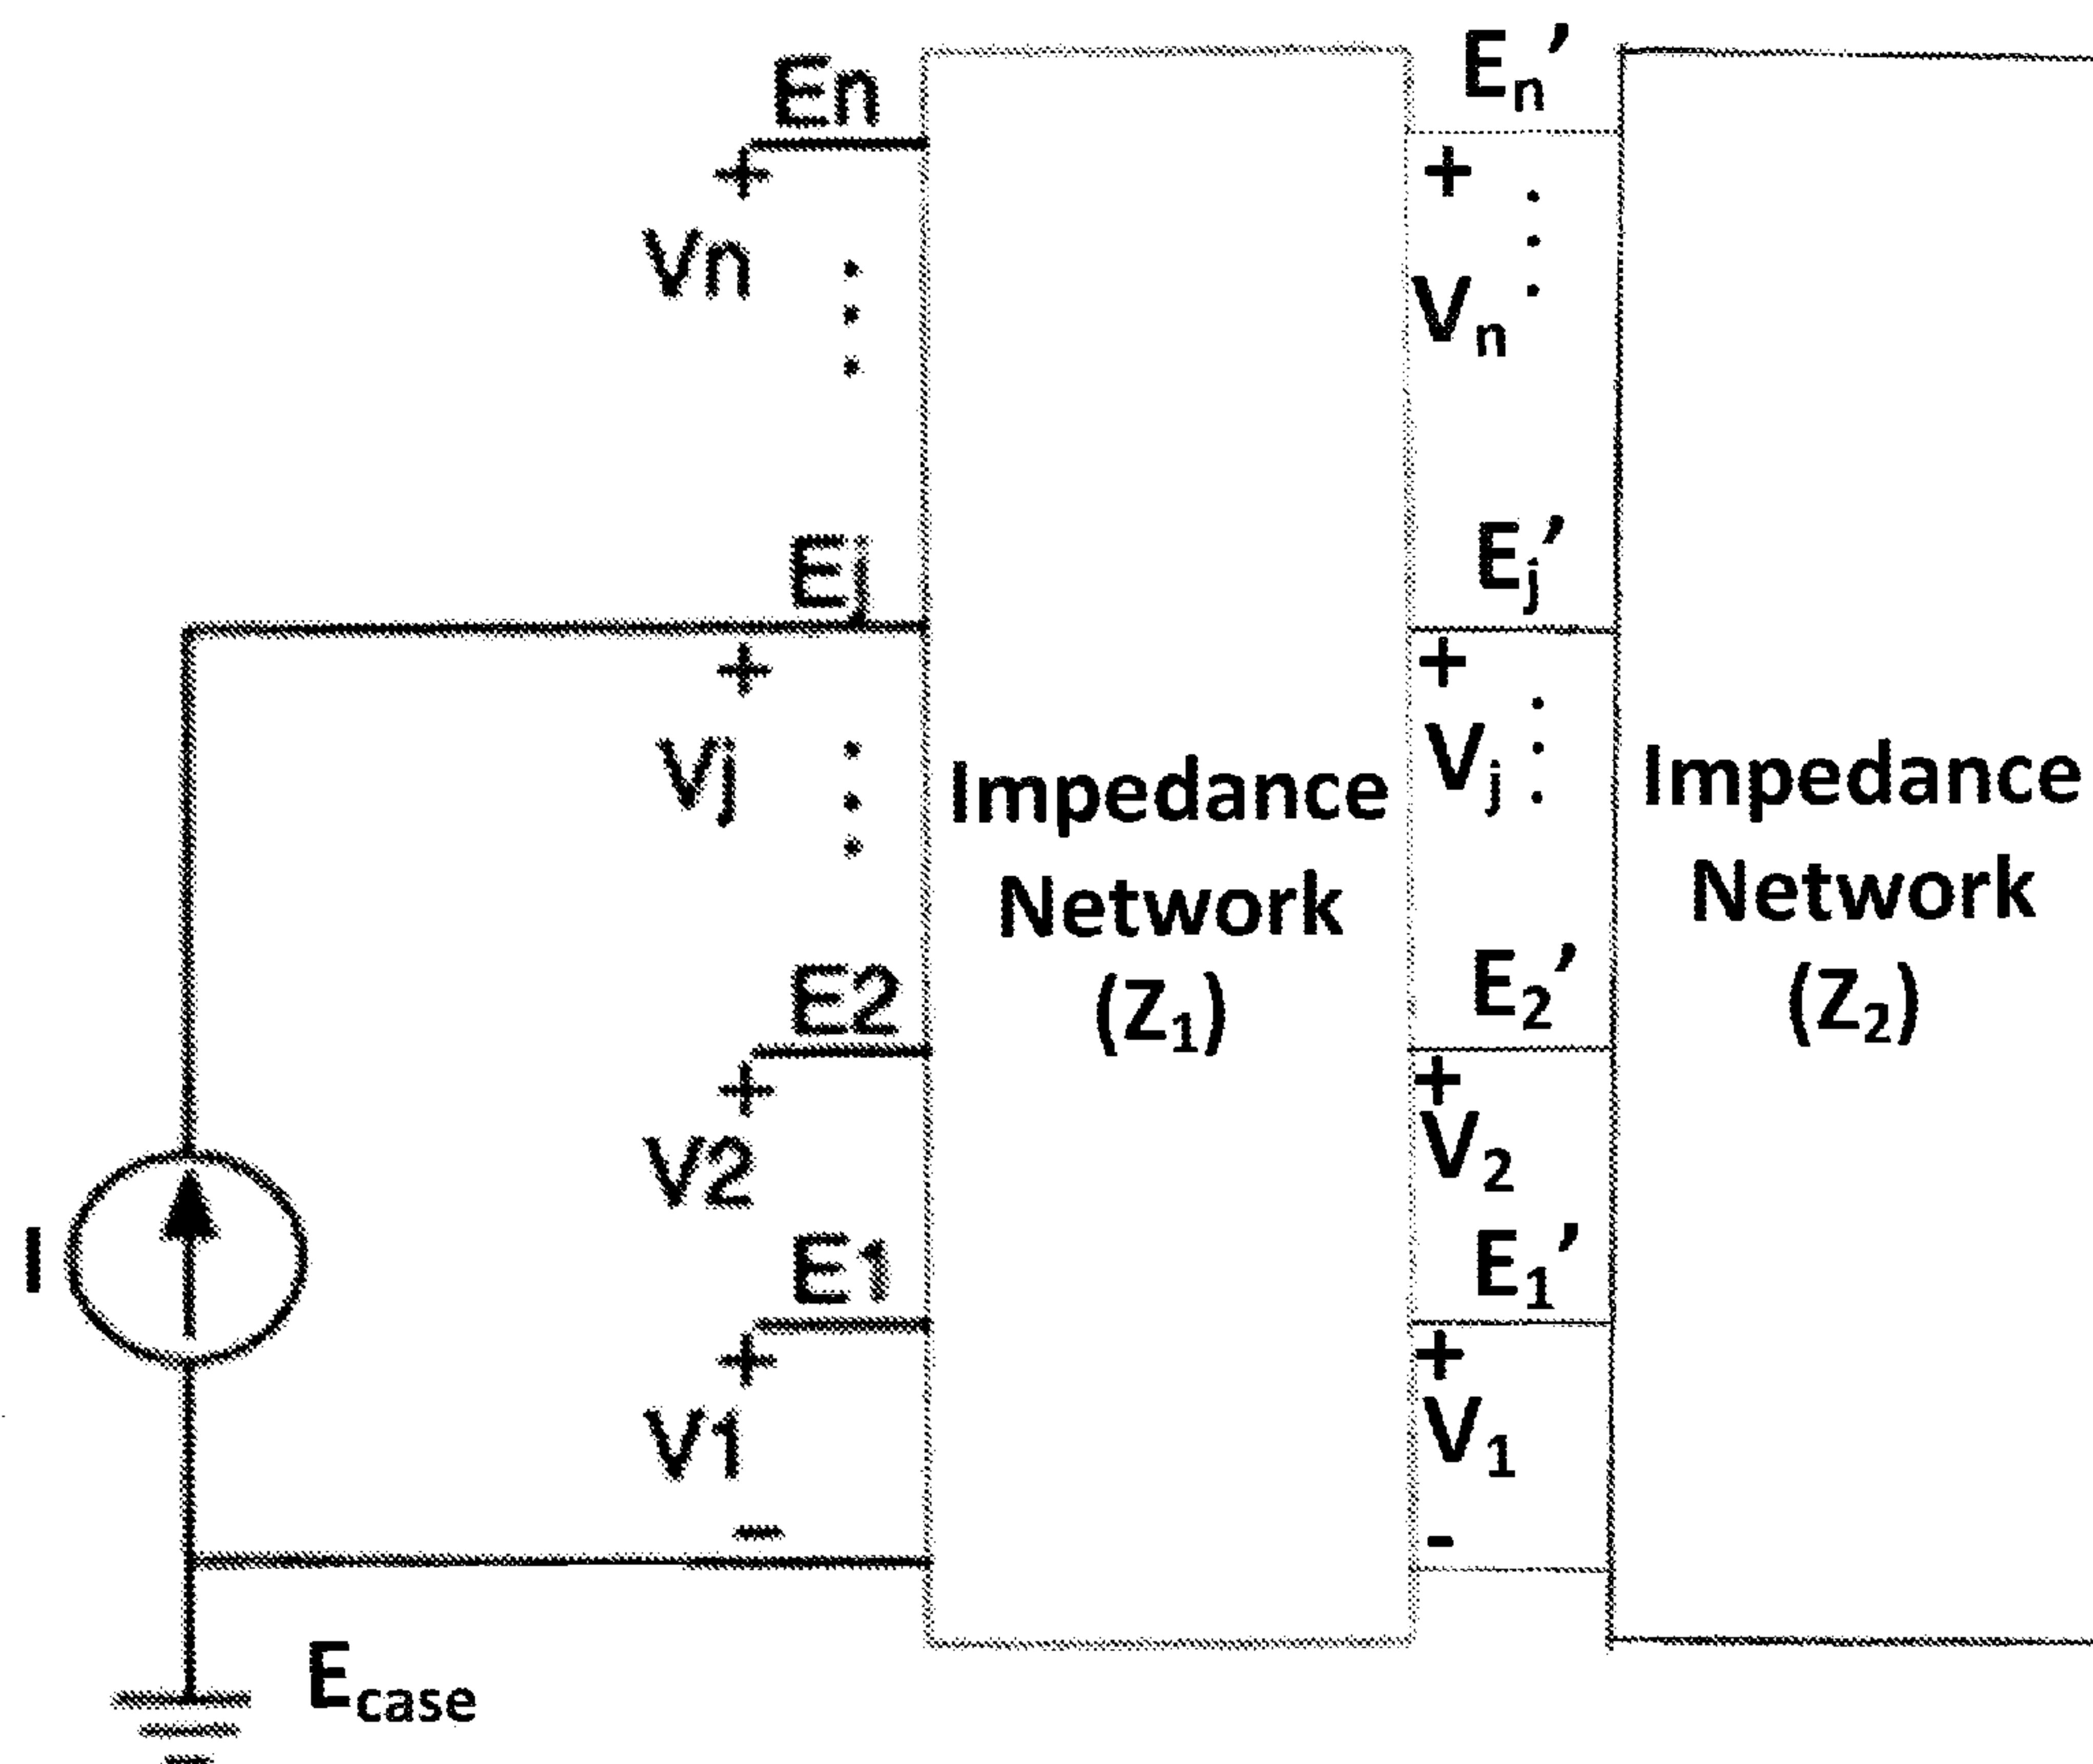 En
+
Vn
Ej
+
Vj
E2
+
V2
E1
+
V1
–
I
E_case
Impedance
Network
(Z₁)
Eₙ’
+
Vₙ
Eⱼ’
+
Vⱼ
E₂’
+
V₂
E₁’
+
V₁
-
Impedance
Network
(Z₂)